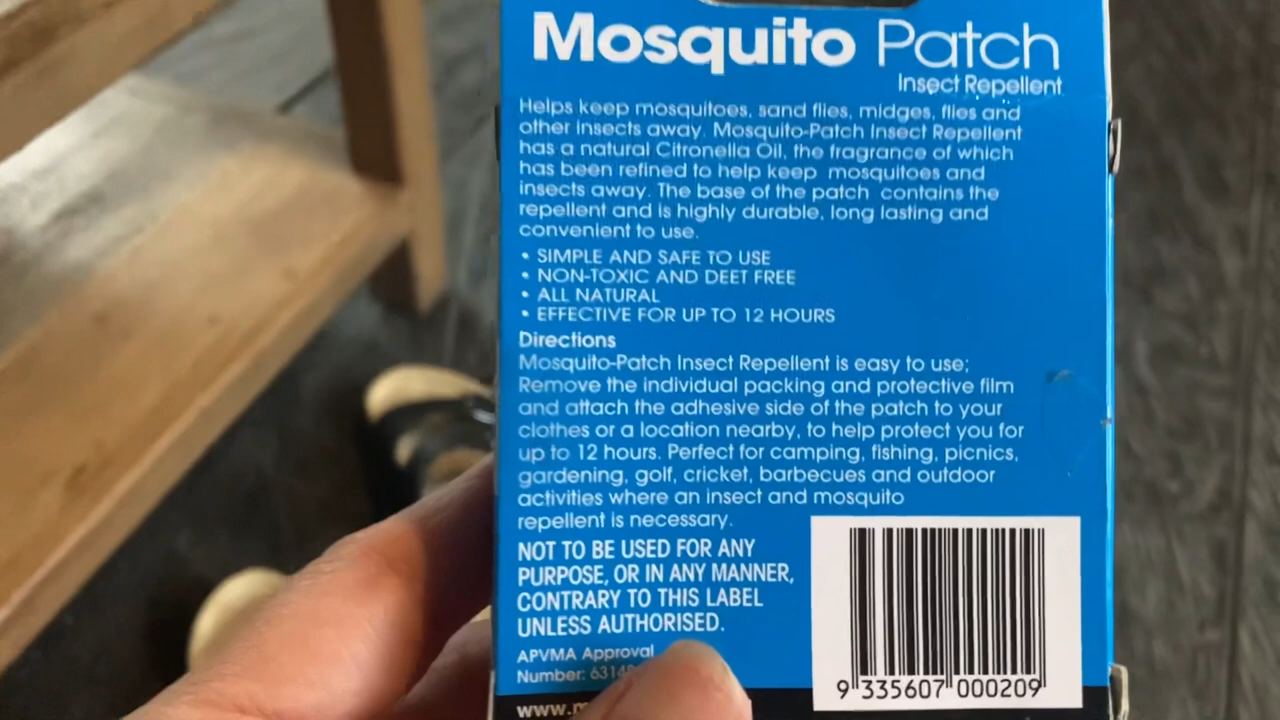 Mosquito Patch
Insect Repellent
Helps keep mosquitoes, sand flies, midges, flies and
other insects away. Mosquito-Patch Insect Repellent
has a natural Citronella Oil, the fragrance of which
has been refined to help keep mosquitoes and
insects away. The base of the patch contains the
repellent and is highly durable, long lasting and
convenient to use.
• SIMPLE AND SAFE TO USE
• NON-TOXIC AND DEET FREE
• ALL NATURAL
• EFFECTIVE FOR UP TO 12 HOURS
Directions
Mosquito-Patch Insect Repellent is easy to use;
Remove the individual packing and protective film
and attach the adhesive side of the patch to your
clothes or a location nearby, to help protect you for
up to 12 hours. Perfect for camping, fishing, picnics,
gardening, golf, cricket, barbecues and outdoor
activities where an insect and mosquito
repellent is necessary.
NOT TO BE USED FOR ANY
PURPOSE, OR IN ANY MANNER,
CONTRARY TO THIS LABEL
UNLESS AUTHORISED.
APVMA Approval
Number:
9 335607 000209